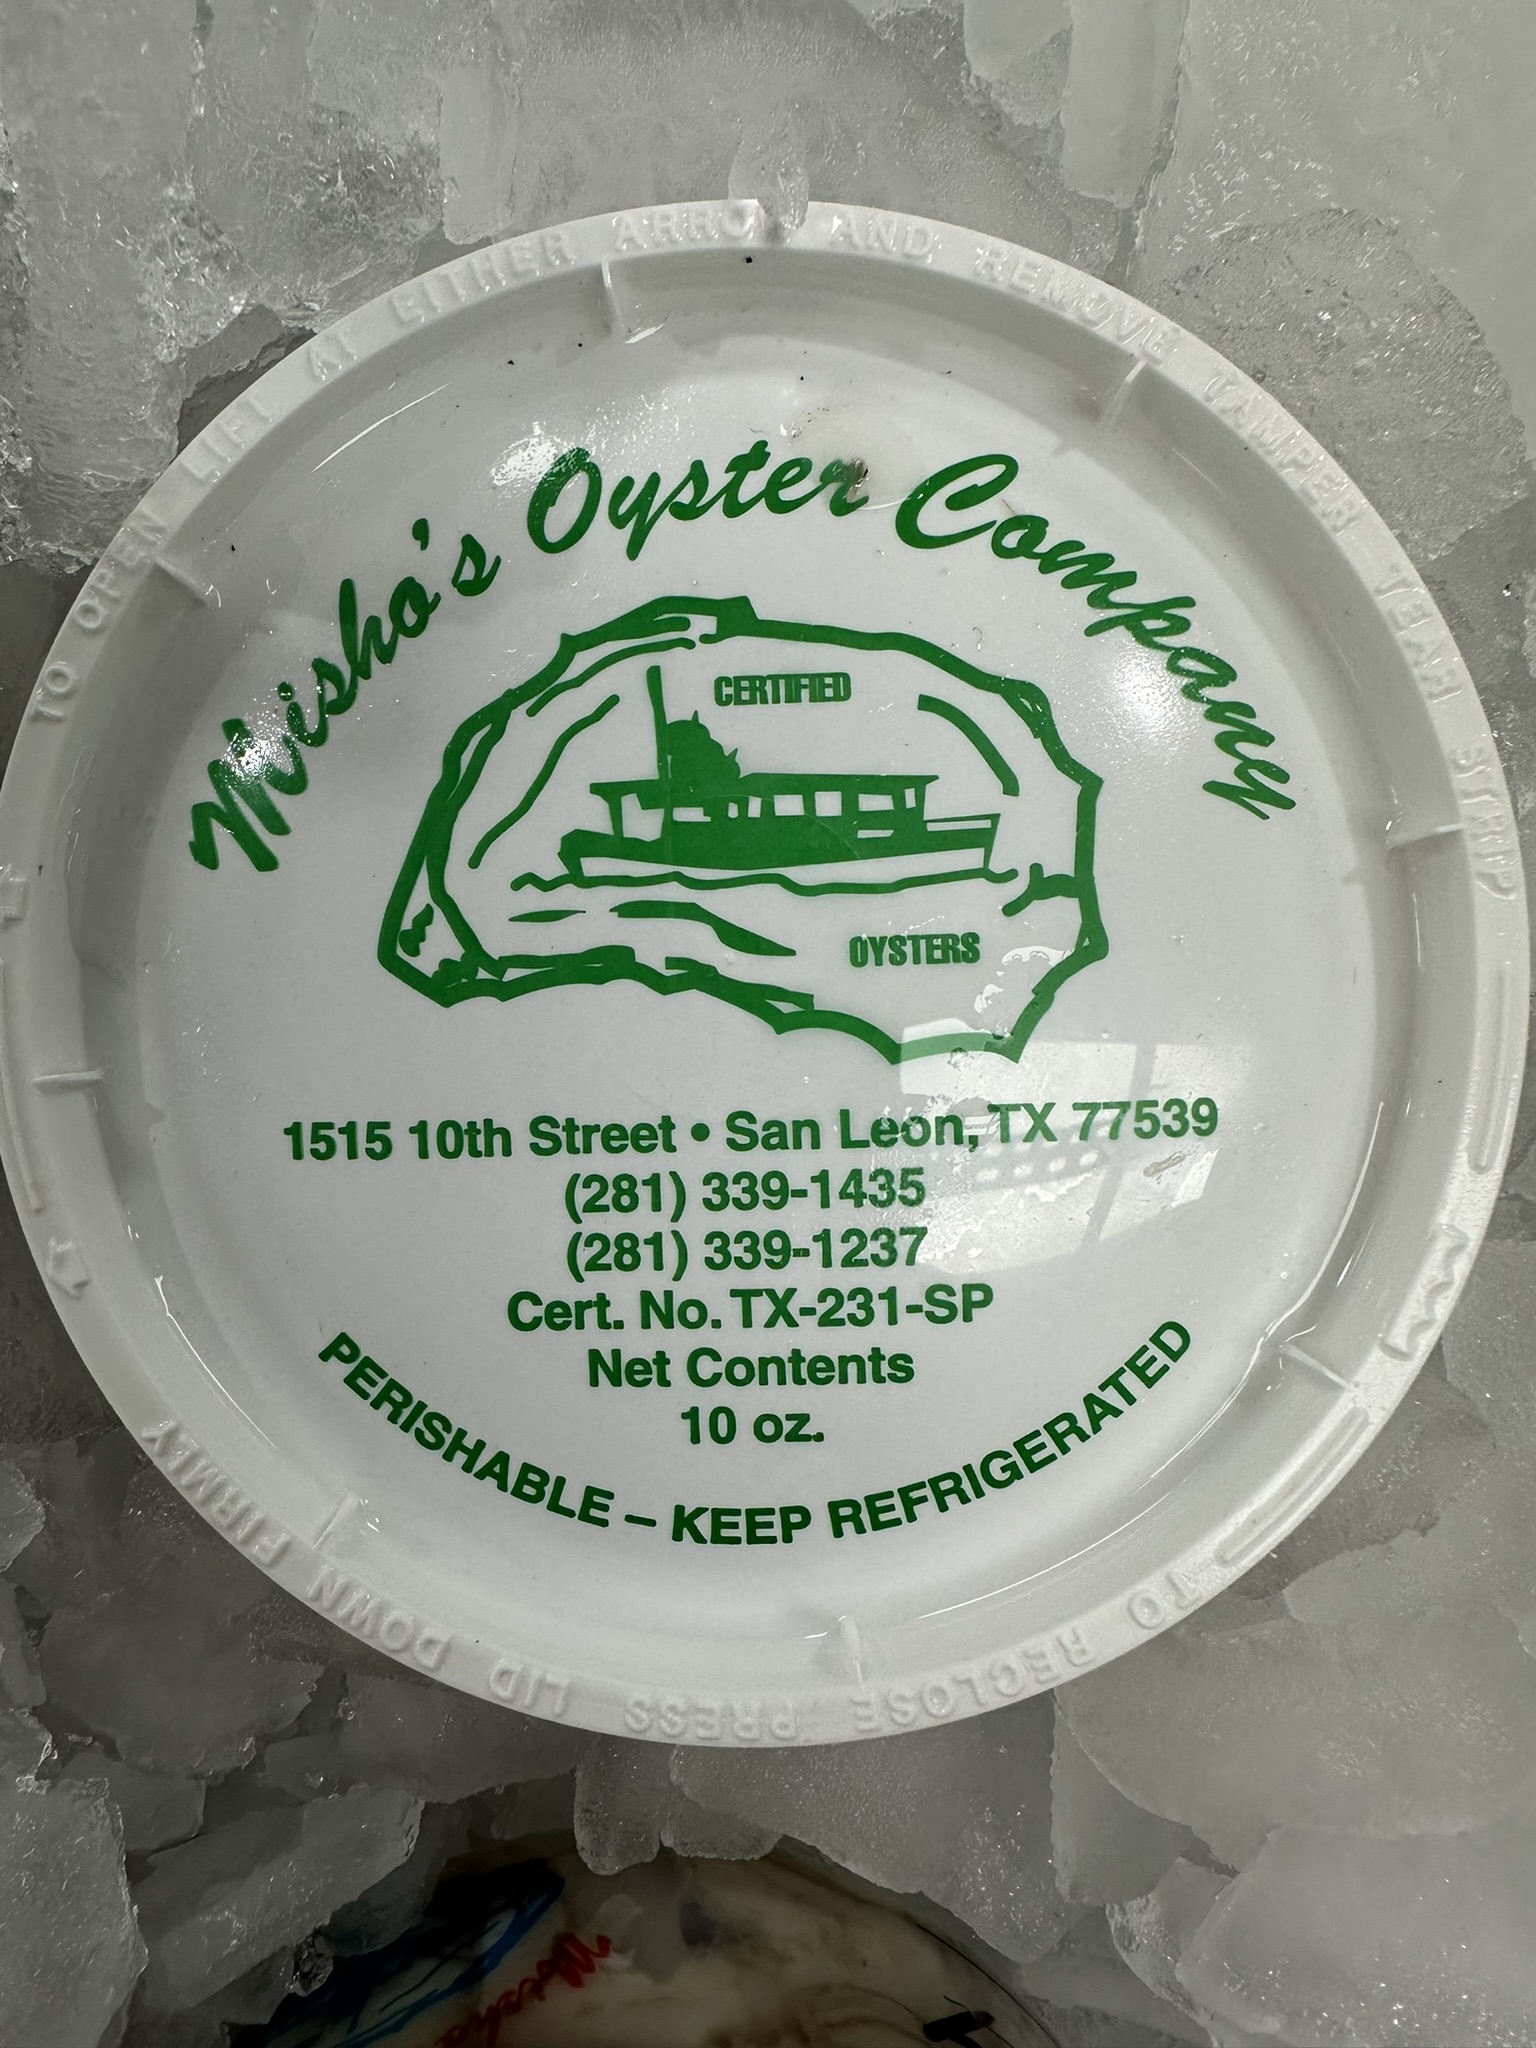 TO OPEN LIFT AT EITHER ARROW AND REMOVE TAMPER TEAR STRIP
Misho's Oyster Company
CERTIFIED
OYSTERS
1515 10th Street • San Leon, TX 77539
(281) 339-1435
(281) 339-1237
Cert. No. TX-231-SP
Net Contents
10 oz.
PERISHABLE – KEEP REFRIGERATED
TO RECLOSE PRESS LID DOWN FIRMLY